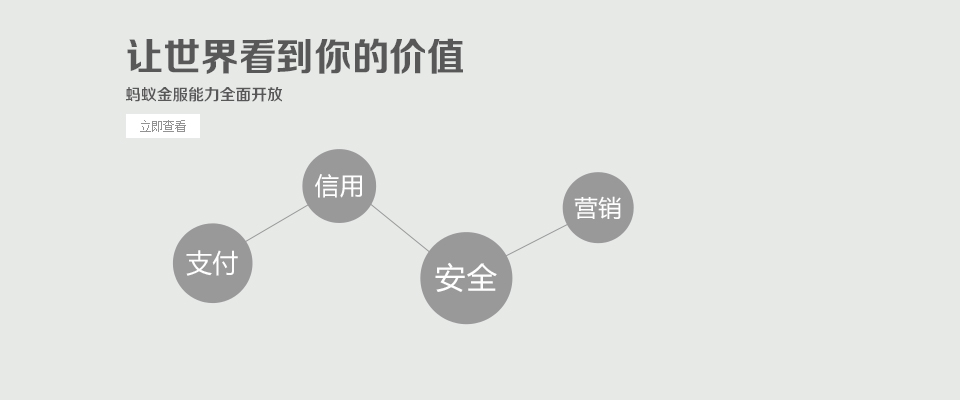 让世界看到你的价值
蚂蚁金服能力全面开放
立即查看
信用
营销
支付
安全